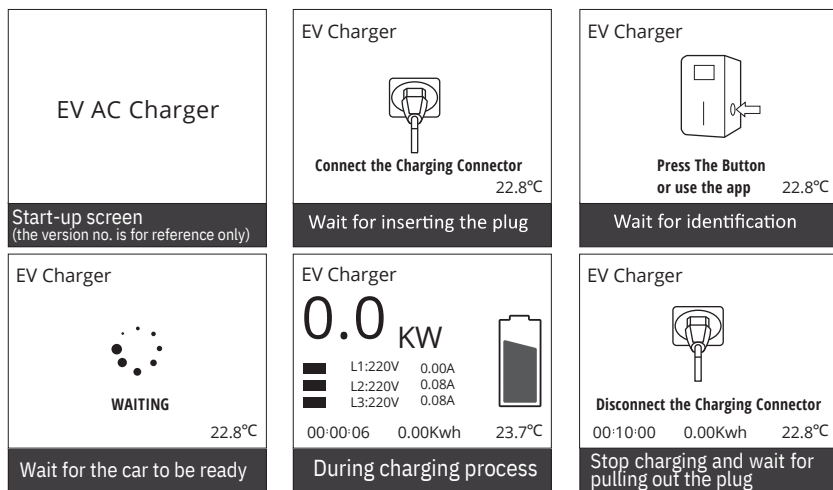 EV AC Charger
Start-up screen
(the version no. is for reference only)
EV Charger
Connect the Charging Connector
22.8℃
Wait for inserting the plug
EV Charger
Press The Button
or use the app 22.8℃
Wait for identification
EV Charger
WAITING
22.8℃
Wait for the car to be ready
EV Charger
0.0 KW
L1:220V 0.00A
L2:220V 0.08A
L3:220V 0.08A
00:00:06 0.00Kwh 23.7℃
During charging process
EV Charger
Disconnect the Charging Connector
00:10:00 0.00Kwh 22.8℃
Stop charging and wait for
pulling out the plug